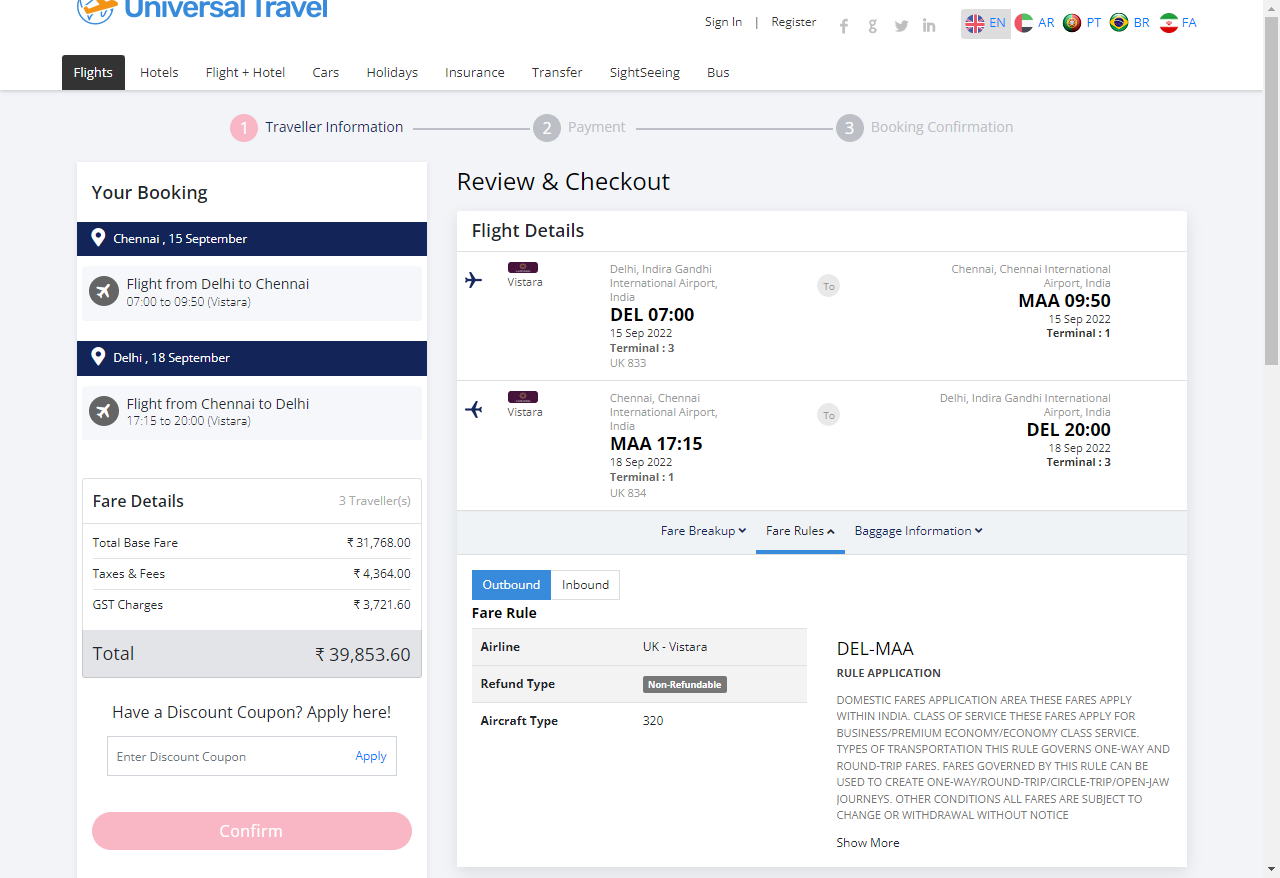 Universal Travel
Sign In | Register
EN AR PT BR FA
Flights Hotels Flight + Hotel Cars Holidays Insurance Transfer SightSeeing Bus
1 Traveller Information 2 Payment 3 Booking Confirmation
Your Booking
Chennai , 15 September
Flight from Delhi to Chennai
07:00 to 09:50 (Vistara)
Delhi , 18 September
Flight from Chennai to Delhi
17:15 to 20:00 (Vistara)
Fare Details 3 Traveller(s)
Total Base Fare ₹ 31,768.00
Taxes & Fees ₹ 4,364.00
GST Charges ₹ 3,721.60
Total ₹ 39,853.60
Have a Discount Coupon? Apply here!
Enter Discount Coupon Apply
Confirm
Review & Checkout
Flight Details
Vistara
Delhi, Indira Gandhi
International Airport,
India
DEL 07:00
15 Sep 2022
Terminal : 3
UK 833
To
Chennai, Chennai International
Airport, India
MAA 09:50
15 Sep 2022
Terminal : 1
Vistara
Chennai, Chennai
International Airport,
India
MAA 17:15
18 Sep 2022
Terminal : 1
UK 834
To
Delhi, Indira Gandhi International
Airport, India
DEL 20:00
18 Sep 2022
Terminal : 3
Fare Breakup Fare Rules Baggage Information
Outbound Inbound
Fare Rule
Airline UK - Vistara
Refund Type Non-Refundable
Aircraft Type 320
DEL-MAA
RULE APPLICATION
DOMESTIC FARES APPLICATION AREA THESE FARES APPLY
WITHIN INDIA. CLASS OF SERVICE THESE FARES APPLY FOR
BUSINESS/PREMIUM ECONOMY/ECONOMY CLASS SERVICE.
TYPES OF TRANSPORTATION THIS RULE GOVERNS ONE-WAY AND
ROUND-TRIP FARES. FARES GOVERNED BY THIS RULE CAN BE
USED TO CREATE ONE-WAY/ROUND-TRIP/CIRCLE-TRIP/OPEN-JAW
JOURNEYS. OTHER CONDITIONS ALL FARES ARE SUBJECT TO
CHANGE OR WITHDRAWAL WITHOUT NOTICE
Show More